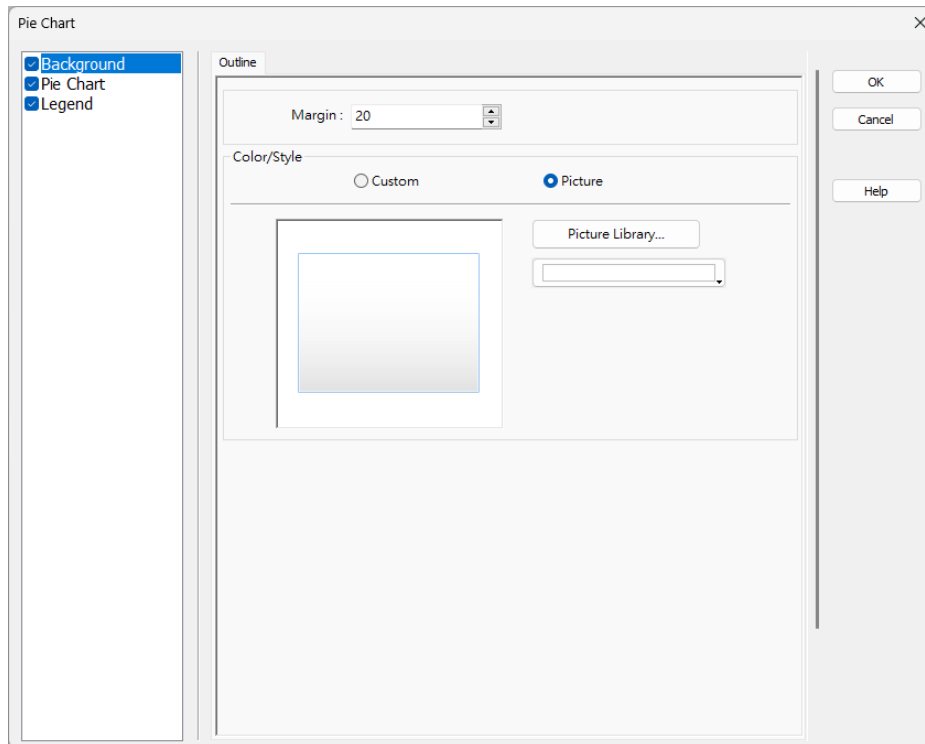 Pie Chart
Background
Pie Chart
Legend
Outline
Margin : 20
Color/Style
Custom
Picture
Picture Library...
OK
Cancel
Help